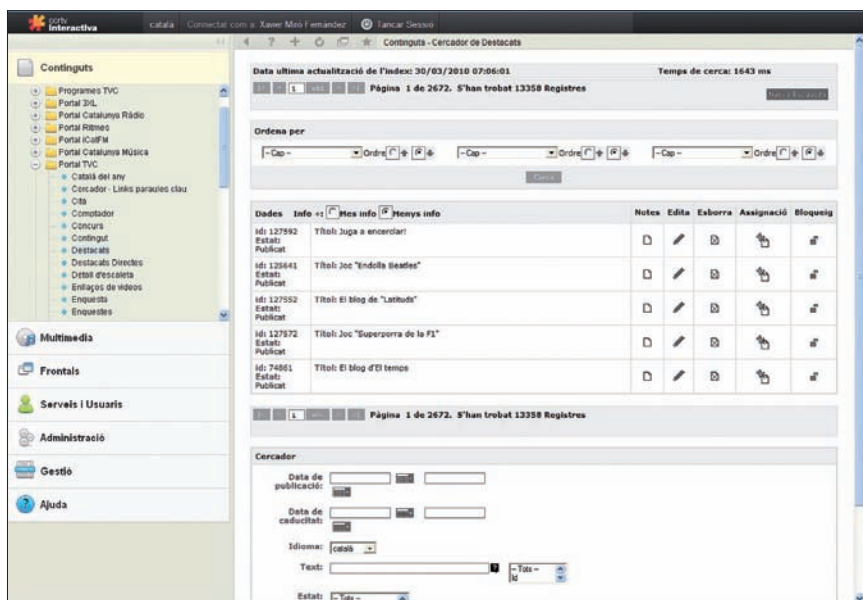 cctv interactiva
català Connectar com a: Xavier Miró Fernández Tancar Sessió
Continguts - Cercador de Destacats
Continguts
Programes TVC
Portal 3XL
Portal Catalunya Ràdio
Portal Ritmes
Portal iCatFM
Portal Catalunya Música
Portal TVC
Català del any
Cercador - Links paraules clau
Cita
Comptador
Concurs
Contingut
Destacats
Destacats Directes
Detall d'escaleta
Enllaços de vídeos
Enquesta
Enquestes
Multimedia
Frontals
Serveis i Usuaris
Administració
Gestió
Ajuda
Data ultima actualització de l'index: 30/03/2010 07:06:01 Temps de cerca: 1643 ms
1 Pàgina 1 de 2672. S'han trobat 13358 Registres
Ordena per
-- Cap -- Ordre -- Cap -- Ordre -- Cap -- Ordre
Cerca
Dades Info +: Mes info Menys info Notes Edita Esborra Assignació Bloqueig
Id: 127592 Títol: Juga a encerclar!
Estat:
Publicat
Id: 125641 Títol: Joc "Endolla Beatles"
Estat:
Publicat
Id: 127552 Títol: El blog de "Latituds"
Estat:
Publicat
Id: 127572 Títol: Joc "Superporra de la F1"
Estat:
Publicat
Id: 74861 Títol: El blog d'El temps
Estat:
Publicat
1 Pàgina 1 de 2672. S'han trobat 13358 Registres
Cercador
Data de publicació:
Data de caducitat:
Idioma: català
Text: -- Tots --
Id
Estat: -- Tots --